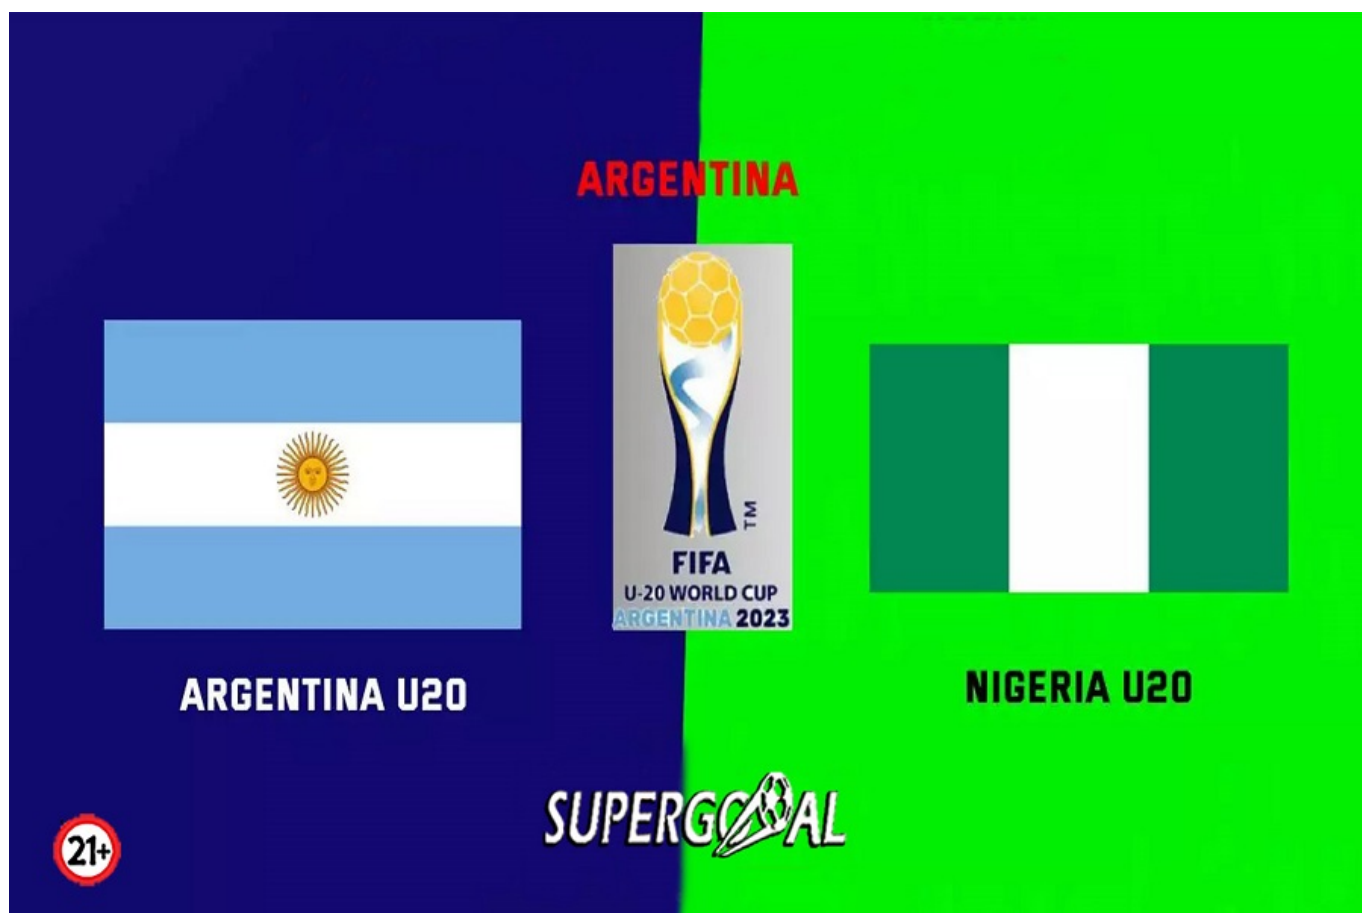 ARGENTINA
TM
FIFA
U-20 WORLD CUP
ARGENTINA 2023
ARGENTINA U20
NIGERIA U20
SUPERGOAL
21+